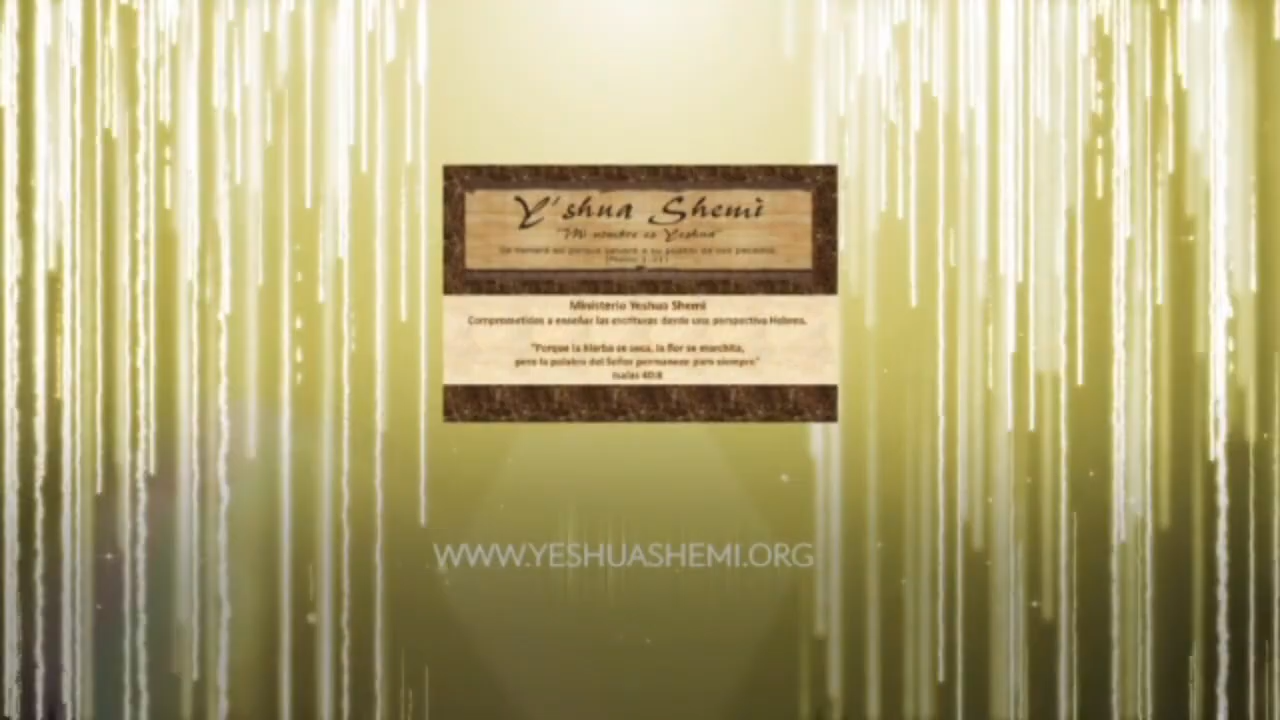 Y'shua Shemi
"Mi nombre es Yeshua"
Ministerio Yeshua Shemi
Comprometidos a enseñar las escrituras desde una perspectiva Hebrea.
"Porque la hierba se seca, la flor se marchita,
pero la palabra del Señor permanece para siempre"
Isaías 40:8
WWW.YESHUASHEMI.ORG